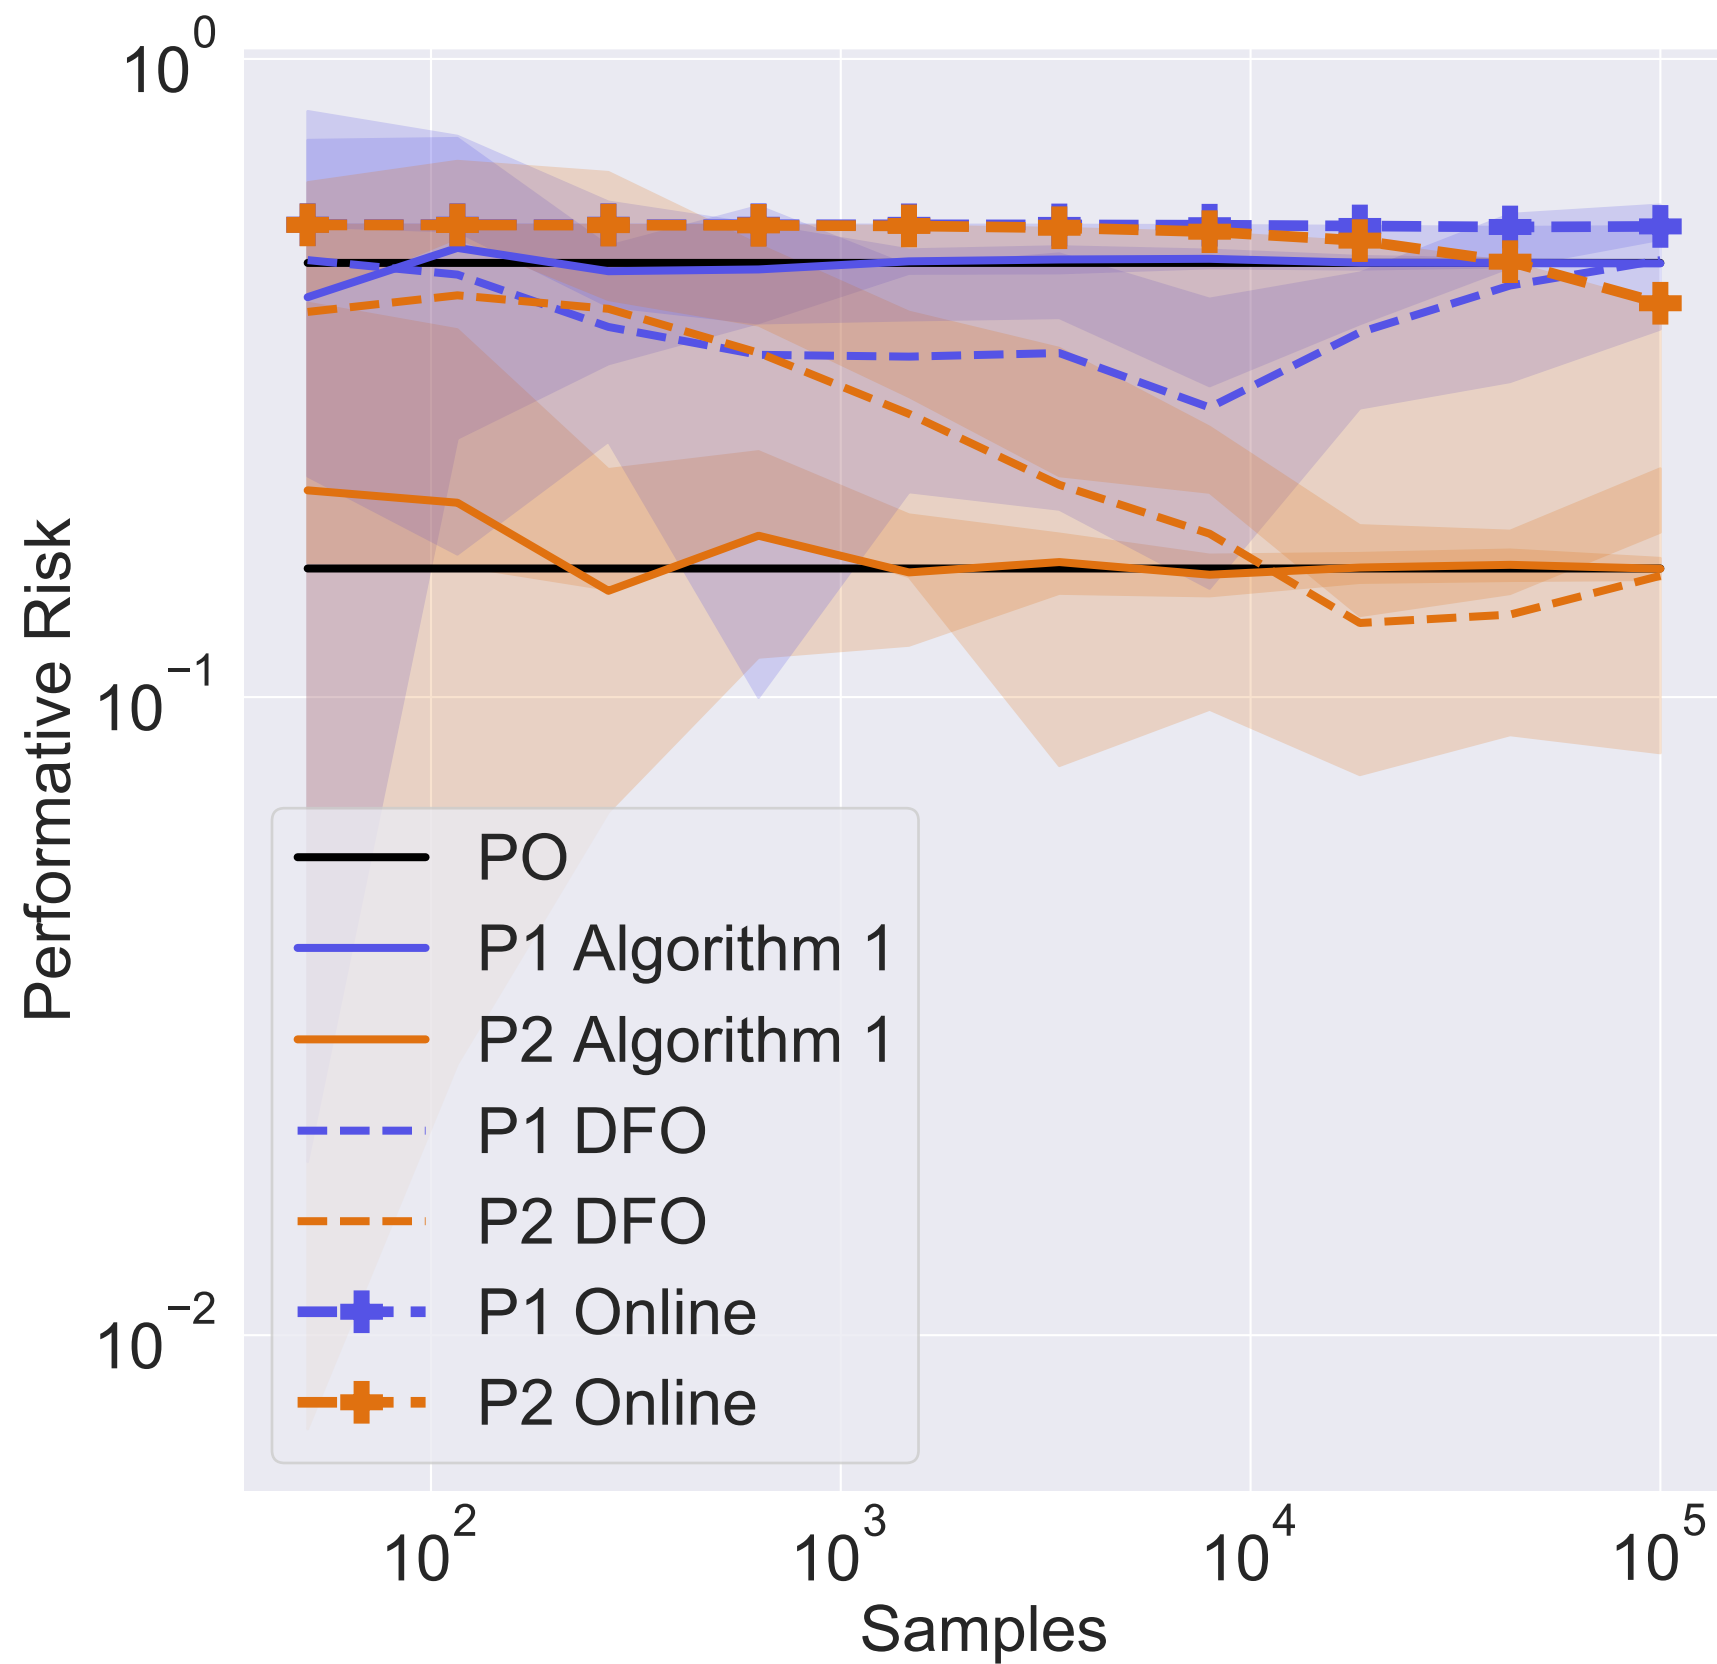 10^0
10^−1
10^−2
Performative Risk
PO
P1 Algorithm 1
P2 Algorithm 1
P1 DFO
P2 DFO
P1 Online
P2 Online
10^2 10^3 10^4 10^5
Samples